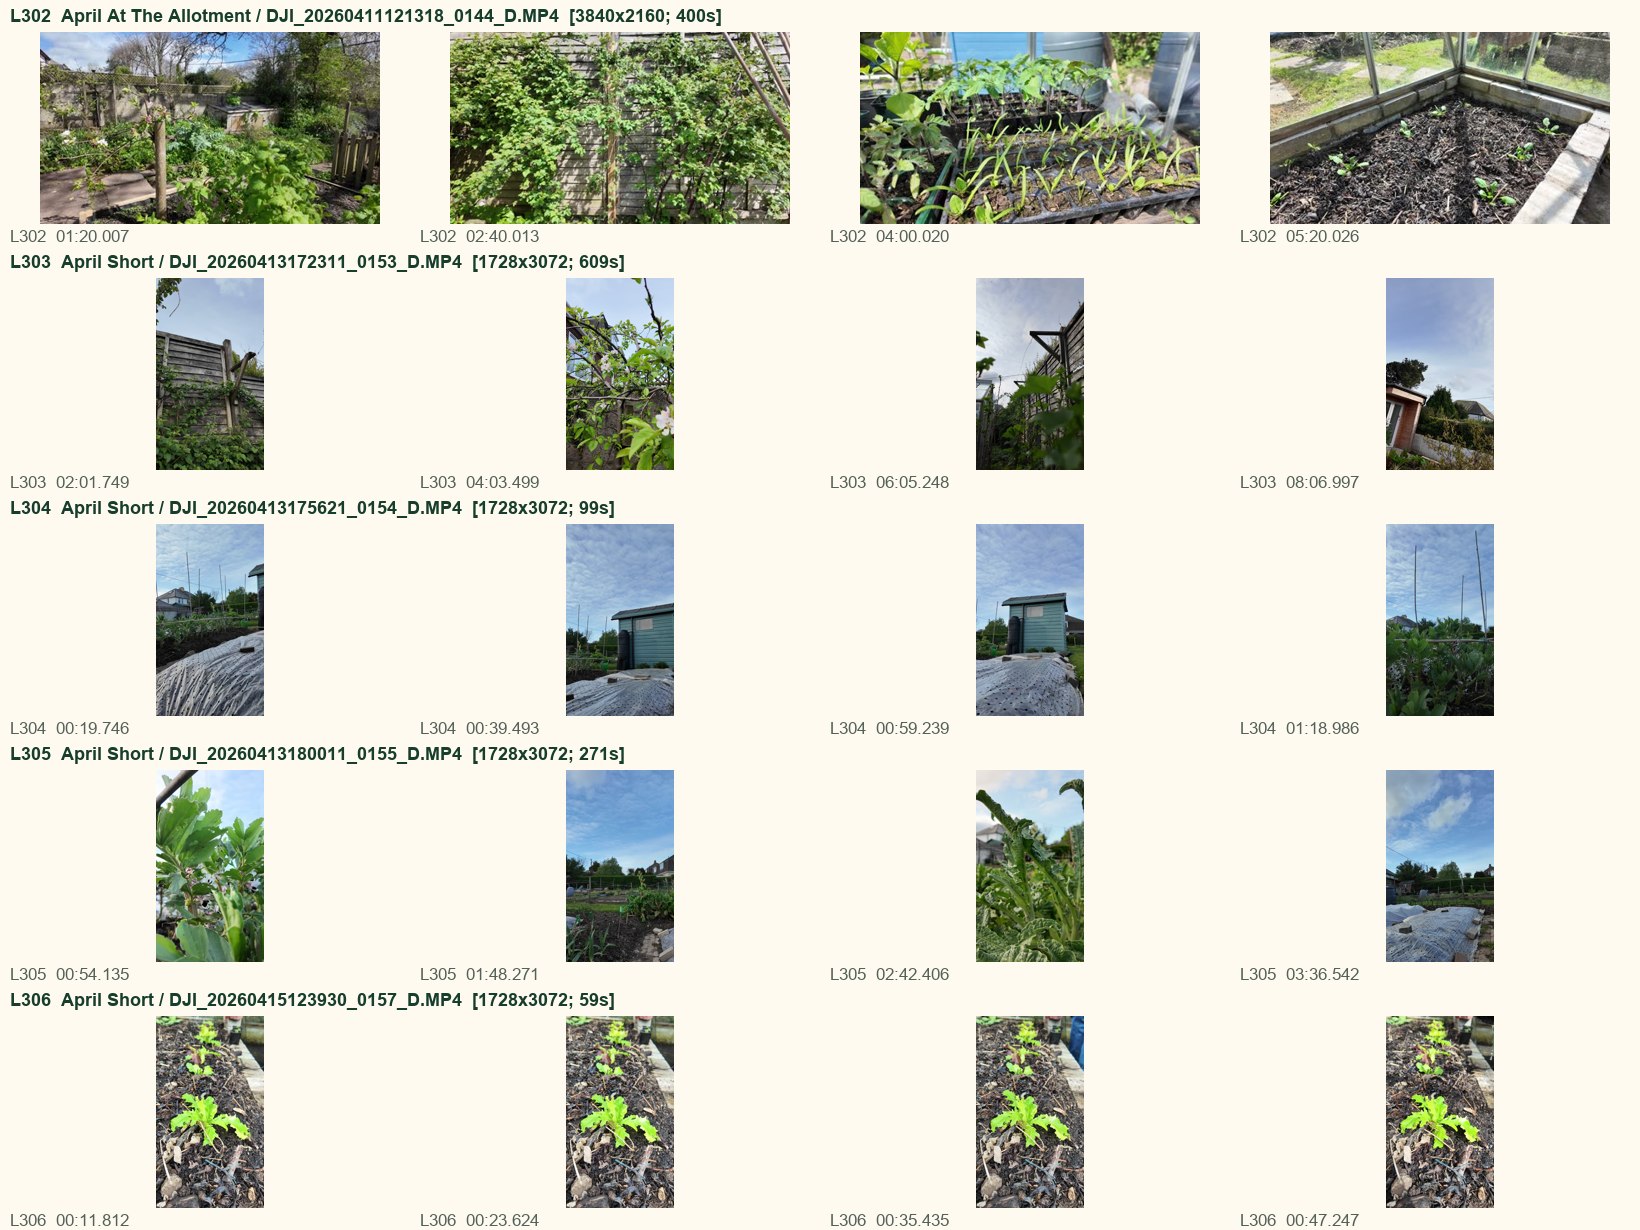 L302  April At The Allotment / DJI_20260411121318_0144_D.MP4  [3840x2160; 400s]
L302  01:20.007
L302  02:40.013
L302  04:00.020
L302  05:20.026
L303  April Short / DJI_20260413172311_0153_D.MP4  [1728x3072; 609s]
L303  02:01.749
L303  04:03.499
L303  06:05.248
L303  08:06.997
L304  April Short / DJI_20260413175621_0154_D.MP4  [1728x3072; 99s]
L304  00:19.746
L304  00:39.493
L304  00:59.239
L304  01:18.986
L305  April Short / DJI_20260413180011_0155_D.MP4  [1728x3072; 271s]
L305  00:54.135
L305  01:48.271
L305  02:42.406
L305  03:36.542
L306  April Short / DJI_20260415123930_0157_D.MP4  [1728x3072; 59s]
L306  00:11.812
L306  00:23.624
L306  00:35.435
L306  00:47.247